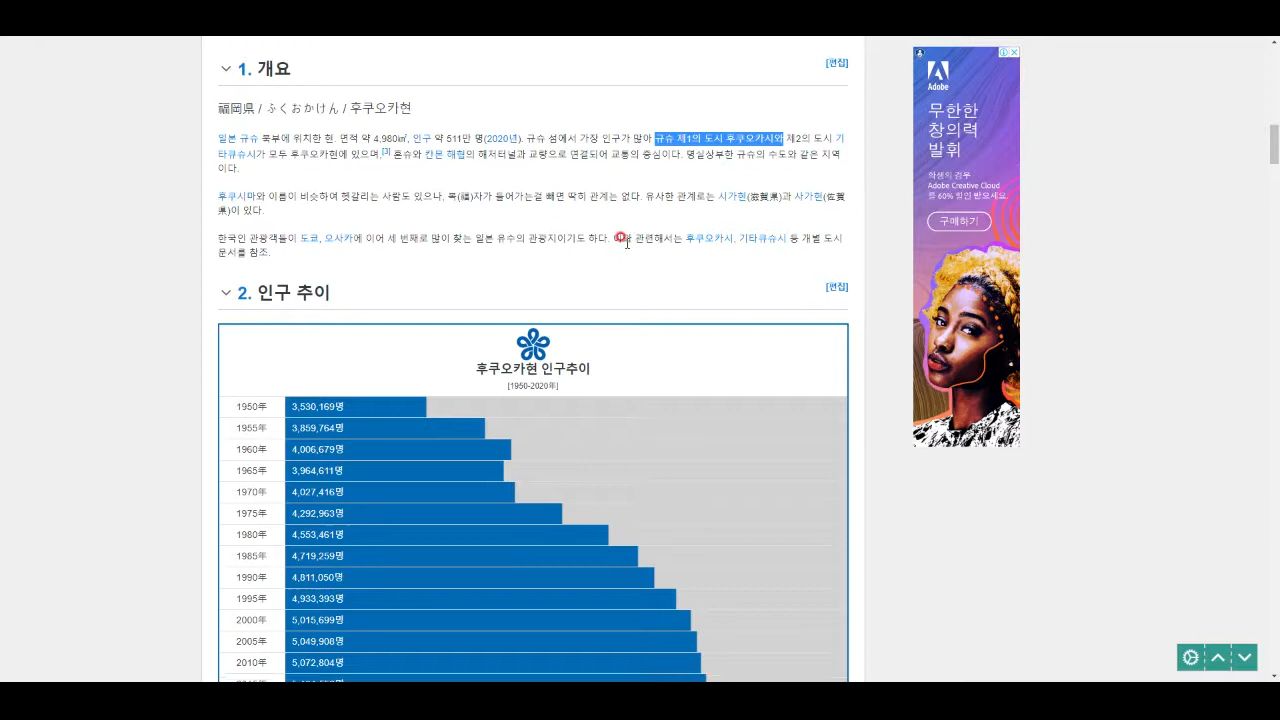 1. 개요
[편집]
福岡県 / ふくおかけん / 후쿠오카현
일본 규슈 북부에 위치한 현. 면적 약 4,980㎢, 인구 약 511만 명(2020년). 규슈 섬에서 가장 인구가 많아 규슈 제1의 도시 후쿠오카시와 제2의 도시 기
타큐슈시가 모두 후쿠오카현에 있으며,[3] 혼슈와 칸몬 해협의 해저터널과 교량으로 연결되어 교통의 중심이다. 명실상부한 규슈의 수도와 같은 지역
이다.
후쿠시마와 이름이 비슷하여 헷갈리는 사람도 있으나, 복(福)자가 들어가는걸 빼면 딱히 관계는 없다. 유사한 관계로는 시가현(滋賀県)과 사가현(佐賀
県)이 있다.
한국인 관광객들이 도쿄, 오사카에 이어 세 번째로 많이 찾는 일본 유수의 관광지이기도 하다. 관련해서는 후쿠오카시, 기타큐슈시 등 개별 도시
문서를 참조.
2. 인구 추이
[편집]
후쿠오카현 인구추이
[1950-2020年]
1950年 3,530,169명
1955年 3,859,764명
1960年 4,006,679명
1965年 3,964,611명
1970年 4,027,416명
1975年 4,292,963명
1980年 4,553,461명
1985年 4,719,259명
1990年 4,811,050명
1995年 4,933,393명
2000年 5,015,699명
2005年 5,049,908명
2010年 5,072,804명
Adobe
무한한
창의력
발휘
학생의 경우
Adobe Creative Cloud
를 60% 할인 받으세요.
구매하기